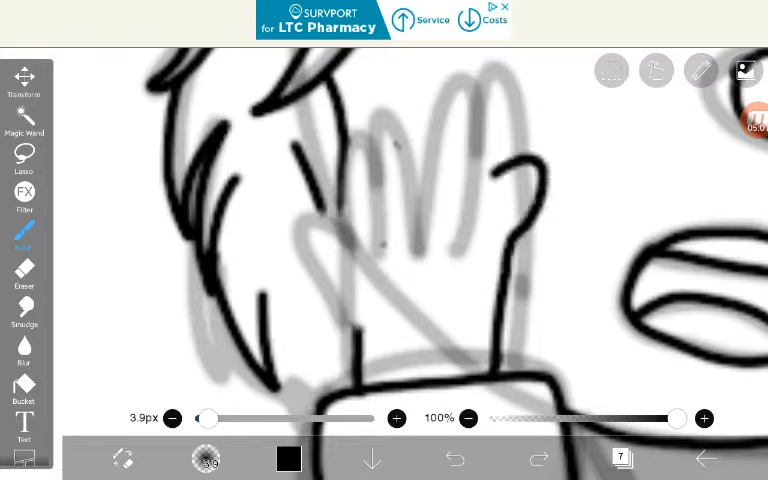 SURVPORT
for LTC Pharmacy
Service
Costs
Transform
Magic Wand
Lasso
FX
Filter
Eraser
Smudge
Blur
Bucket
T
Text
3.9px
100%
3.9
7